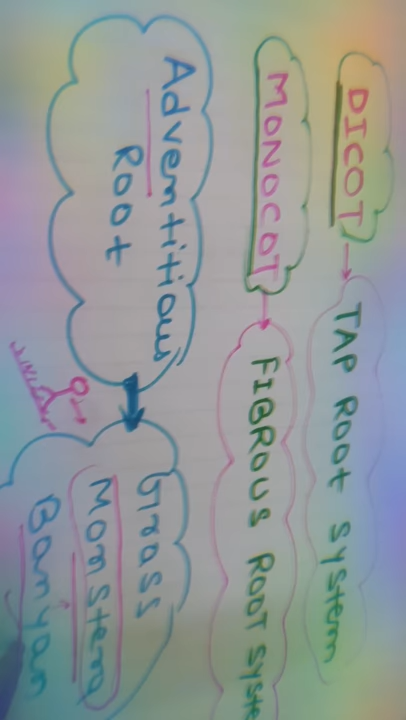 DICOT → TAP ROOT SYSTEM
MONOCOT → FIBROUS ROOT SYSTE
Adventitious
Root
Grass
Monstera
Banyan